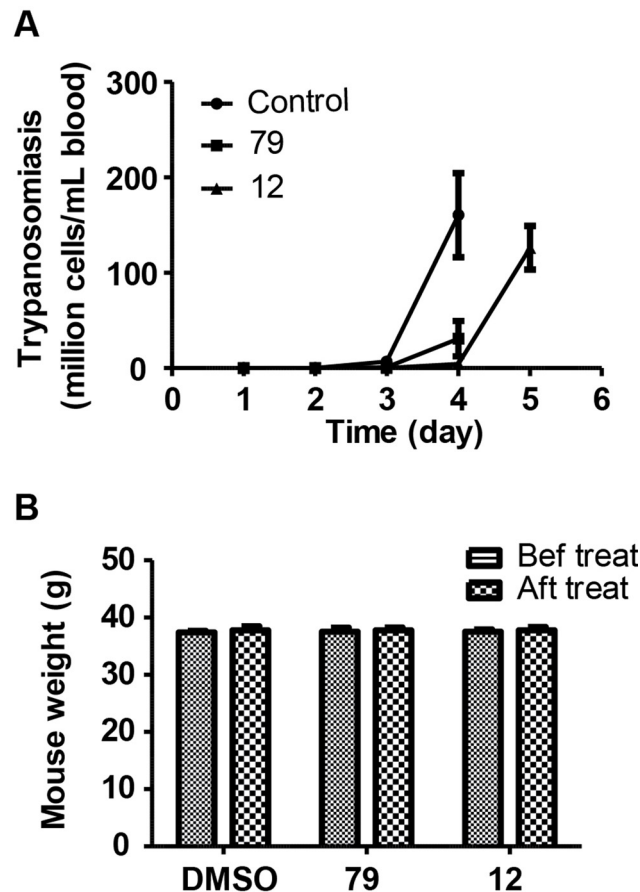 A
Trypanosomiasis
(million cells/mL blood)
300
200
100
0
Control
79
12
0 1 2 3 4 5 6
Time (day)
B
Mouse weight (g)
50
40
30
20
10
0
Bef treat
Aft treat
DMSO 79 12